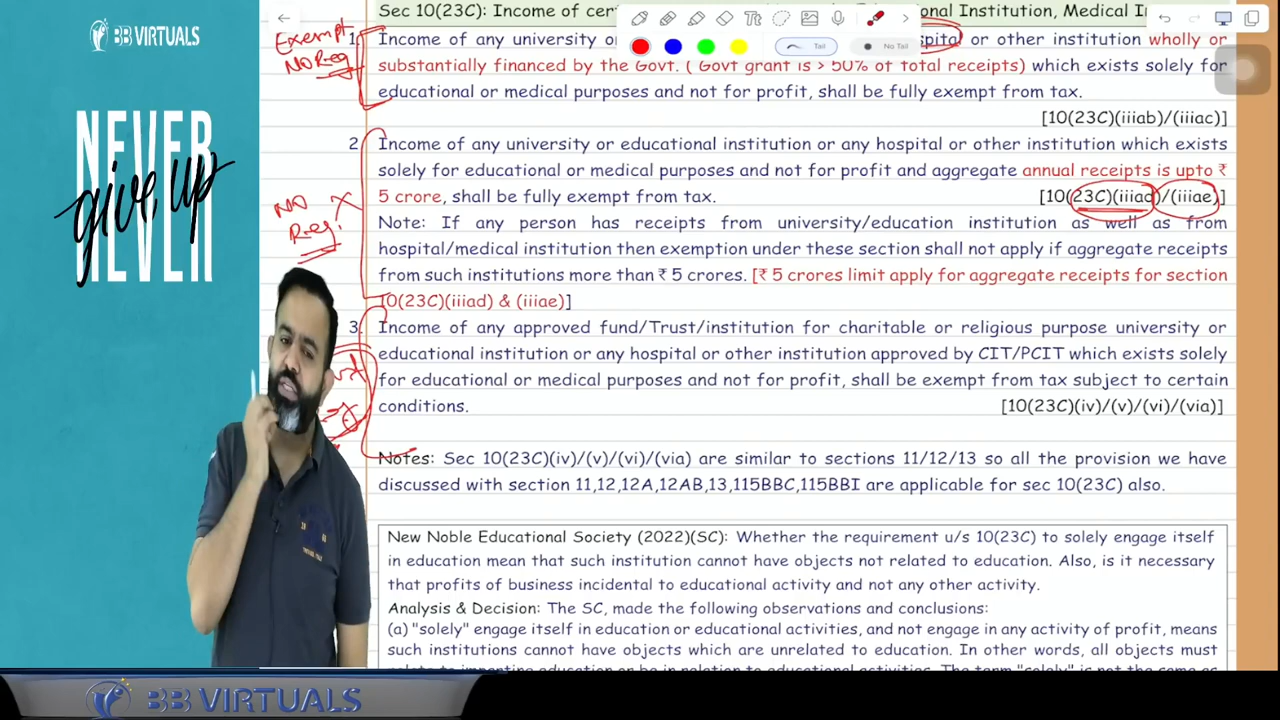 BB VIRTUALS
NEVER
give up
NEVER
Sec 10(23C): Income of cer
Institution, Medical I
Tt
Tail
No Tail
Exempt
NO Reg
1. Income of any university o
spital or other institution wholly or
substantially financed by the Govt. ( Govt grant is > 50% of total receipts) which exists solely for
educational or medical purposes and not for profit, shall be fully exempt from tax.
[10(23C)(iiiab)/(iiiac)]
2 Income of any university or educational institution or any hospital or other institution which exists
solely for educational or medical purposes and not for profit and aggregate annual receipts is upto ₹
5 crore, shall be fully exempt from tax. [10(23C)(iiiad)/(iiiae)]
NO
Reg.
Note: If any person has receipts from university/education institution as well as from
hospital/medical institution then exemption under these section shall not apply if aggregate receipts
from such institutions more than ₹ 5 crores. [₹ 5 crores limit apply for aggregate receipts for section
10(23C)(iiiad) & (iiiae)]
3. Income of any approved fund/Trust/institution for charitable or religious purpose university or
educational institution or any hospital or other institution approved by CIT/PCIT which exists solely
for educational or medical purposes and not for profit, shall be exempt from tax subject to certain
conditions. [10(23C)(iv)/(v)/(vi)/(via)]
Notes: Sec 10(23C)(iv)/(v)/(vi)/(via) are similar to sections 11/12/13 so all the provision we have
discussed with section 11,12,12A,12AB,13,115BBC,115BBI are applicable for sec 10(23C) also.
New Noble Educational Society (2022)(SC): Whether the requirement u/s 10(23C) to solely engage itself
in education mean that such institution cannot have objects not related to education. Also, is it necessary
that profits of business incidental to educational activity and not any other activity.
Analysis & Decision: The SC, made the following observations and conclusions:
(a) "solely" engage itself in education or educational activities, and not engage in any activity of profit, means
such institutions cannot have objects which are unrelated to education. In other words, all objects must
BB VIRTUALS